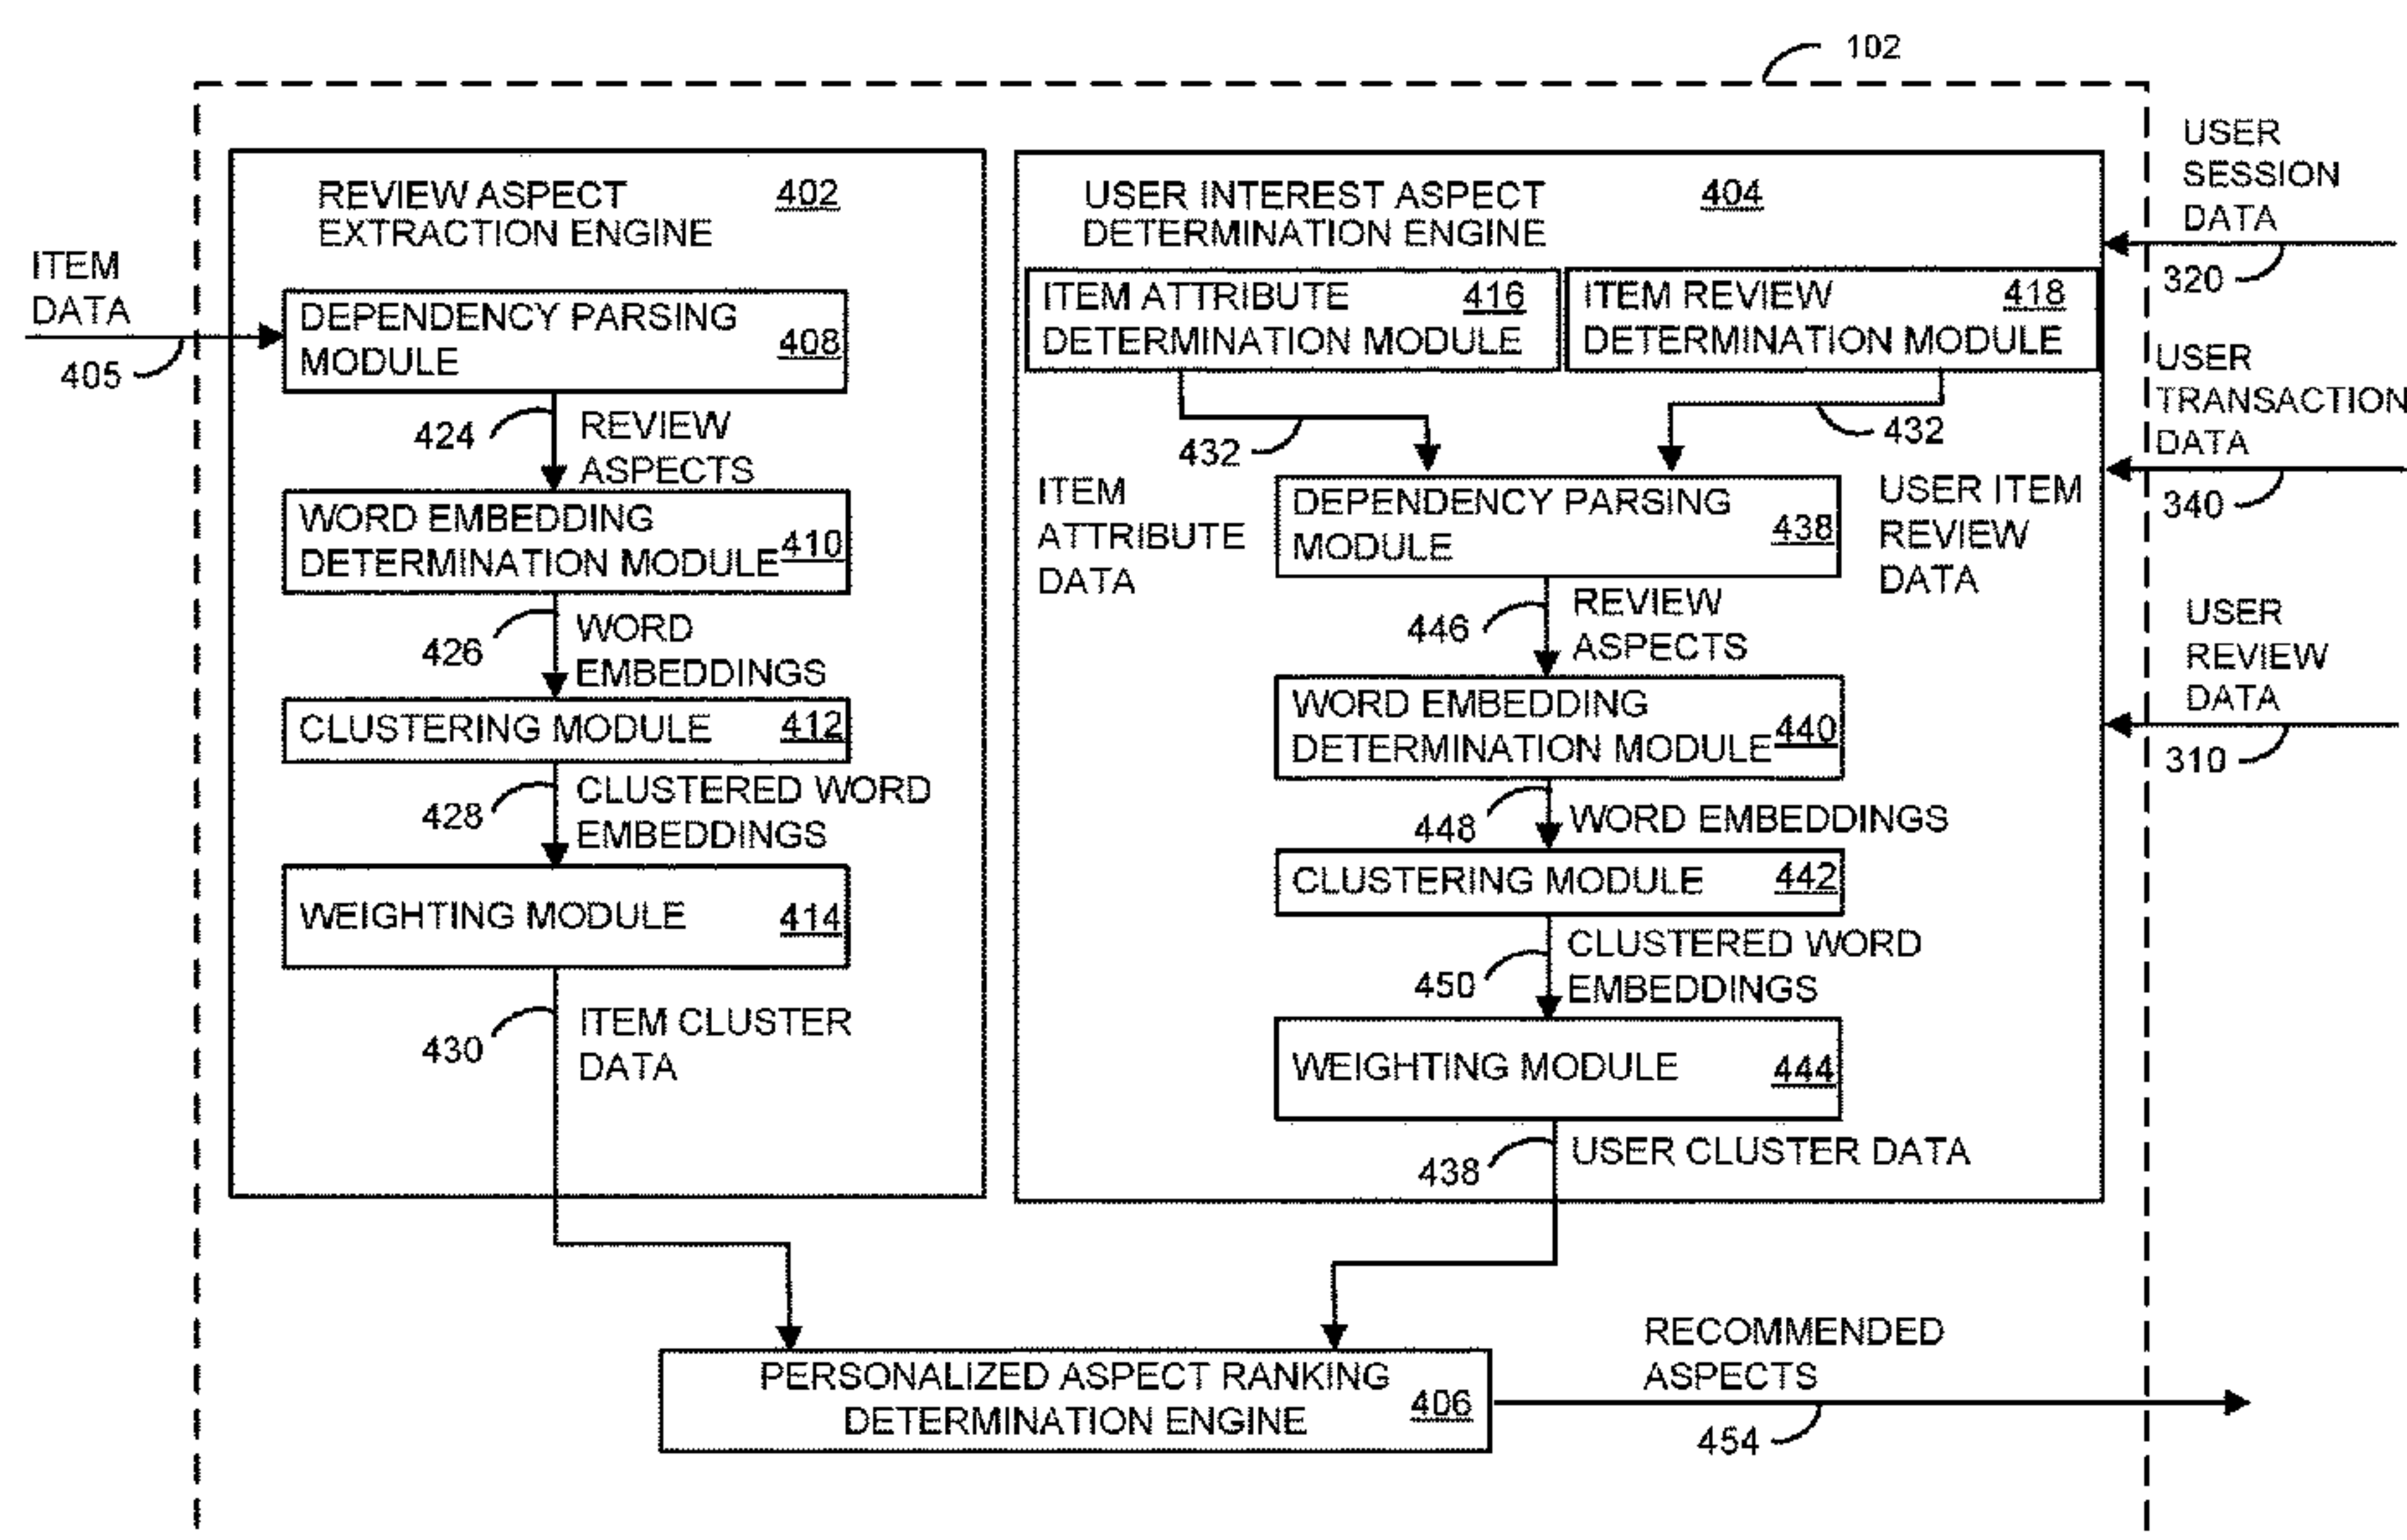 102
ITEM
DATA
405
REVIEW ASPECT 402
EXTRACTION ENGINE
DEPENDENCY PARSING
MODULE 408
424
REVIEW
ASPECTS
WORD EMBEDDING
DETERMINATION MODULE 410
426
WORD
EMBEDDINGS
CLUSTERING MODULE 412
428
CLUSTERED WORD
EMBEDDINGS
WEIGHTING MODULE 414
430
ITEM CLUSTER
DATA
USER INTEREST ASPECT 404
DETERMINATION ENGINE
ITEM ATTRIBUTE 416
DETERMINATION MODULE
ITEM REVIEW 418
DETERMINATION MODULE
432
432
ITEM
ATTRIBUTE
DATA
DEPENDENCY PARSING
MODULE 438
USER ITEM
REVIEW
DATA
446
REVIEW
ASPECTS
WORD EMBEDDING
DETERMINATION MODULE 440
448
WORD EMBEDDINGS
CLUSTERING MODULE 442
450
CLUSTERED WORD
EMBEDDINGS
WEIGHTING MODULE 444
438
USER CLUSTER DATA
USER
SESSION
DATA
320
USER
TRANSACTION
DATA
340
USER
REVIEW
DATA
310
PERSONALIZED ASPECT RANKING
DETERMINATION ENGINE 406
RECOMMENDED
ASPECTS
454